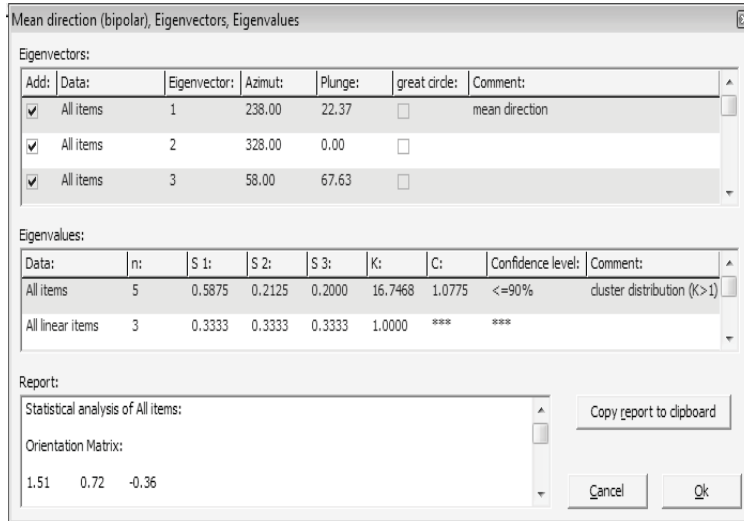 Mean direction (bipolar), Eigenvectors, Eigenvalues
Eigenvectors:
Add: Data: Eigenvector: Azimut: Plunge: great circle: Comment:
All items 1 238.00 22.37 mean direction
All items 2 328.00 0.00
All items 3 58.00 67.63
Eigenvalues:
Data: n: S 1: S 2: S 3: K: C: Confidence level: Comment:
All items 5 0.5875 0.2125 0.2000 16.7468 1.0775 <=90% cluster distribution (K>1)
All linear items 3 0.3333 0.3333 0.3333 1.0000 *** ***
Report:
Statistical analysis of All items:
Copy report to clipboard
Orientation Matrix:
1.51 0.72 -0.36
Cancel Ok